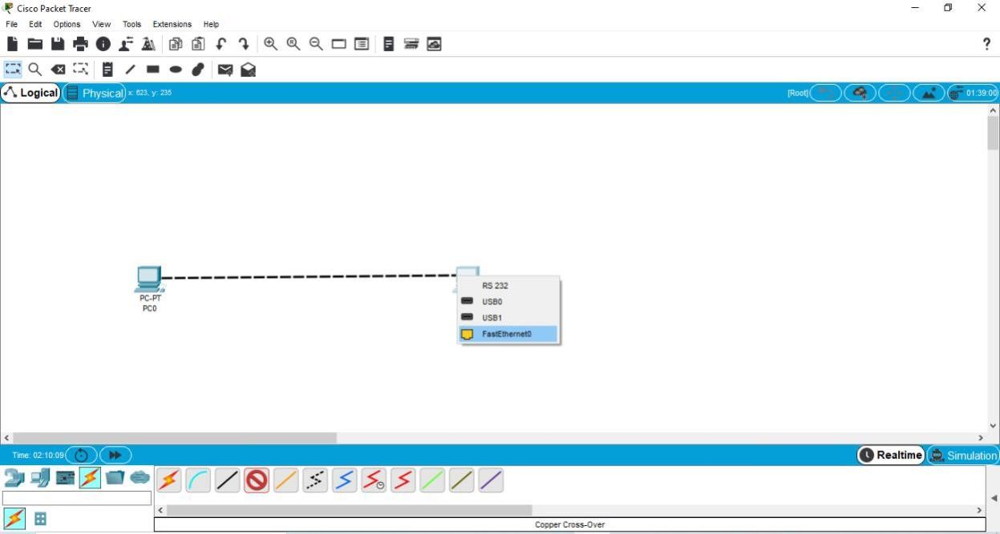 Cisco Packet Tracer
File Edit Options View Tools Extensions Help
?
Logical Physical x: 623, y: 235 [Root] 01:39:00
PC-PT
PC0
RS 232
USB0
USB1
FastEthernet0
Time: 02:10:09 Realtime Simulation
Copper Cross-Over